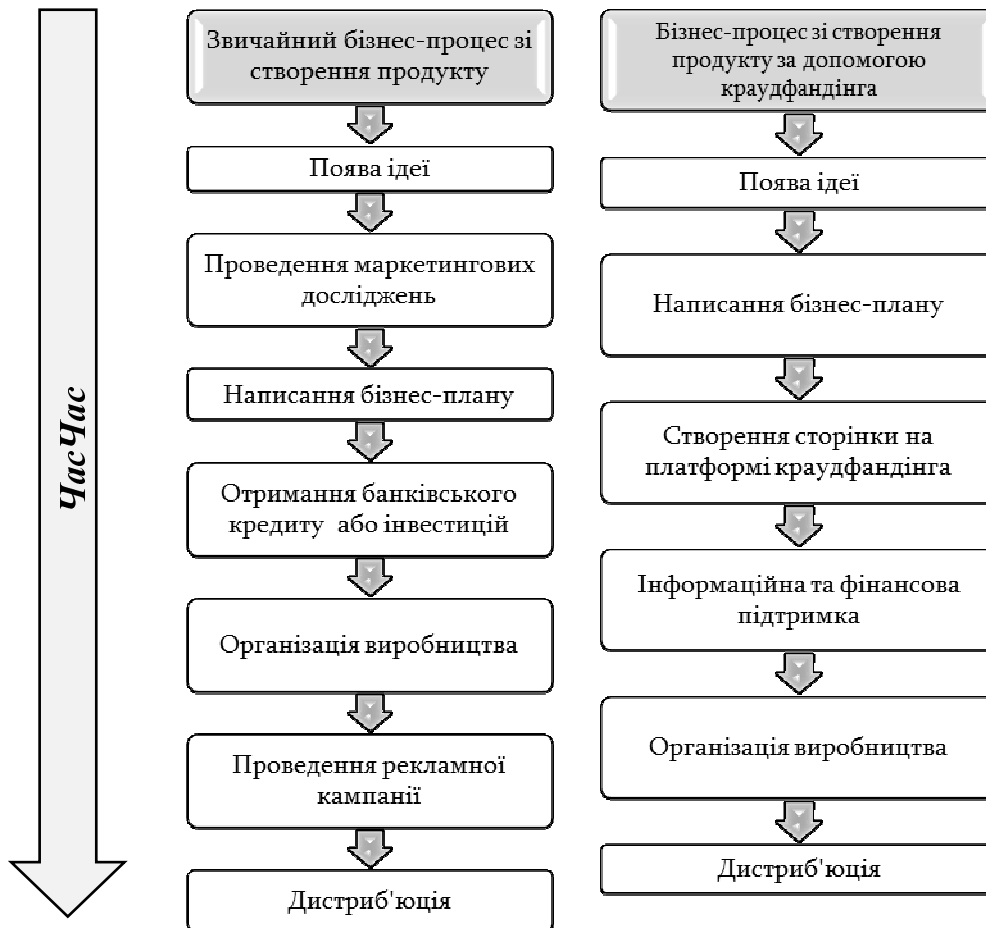 ЧасЧас
Звичайний бізнес-процес зі
створення продукту
Поява ідеї
Проведення маркетингових
досліджень
Написання бізнес-плану
Отримання банківського
кредиту або інвестицій
Організація виробництва
Проведення рекламної
кампанії
Дистриб'юція
Бізнес-процес зі створення
продукту за допомогою
краудфандінга
Поява ідеї
Написання бізнес-плану
Створення сторінки на
платформі краудфандінга
Інформаційна та фінансова
підтримка
Організація виробництва
Дистриб'юція